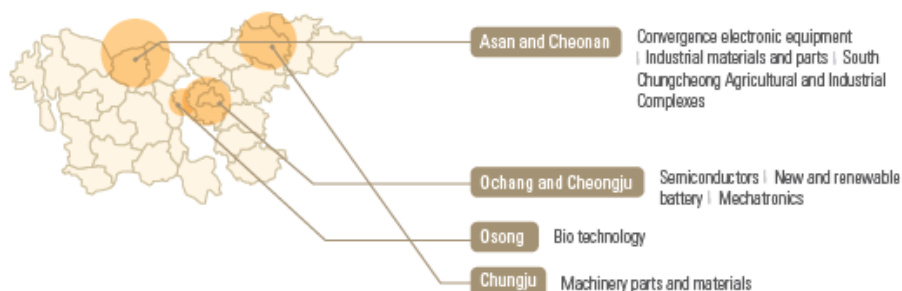 Asan and Cheonan
Convergence electronic equipment
| Industrial materials and parts | South
Chungcheong Agricultural and Industrial
Complexes
Ochang and Cheongju
Semiconductors | New and renewable
battery | Mechatronics
Osong
Bio technology
Chungju
Machinery parts and materials